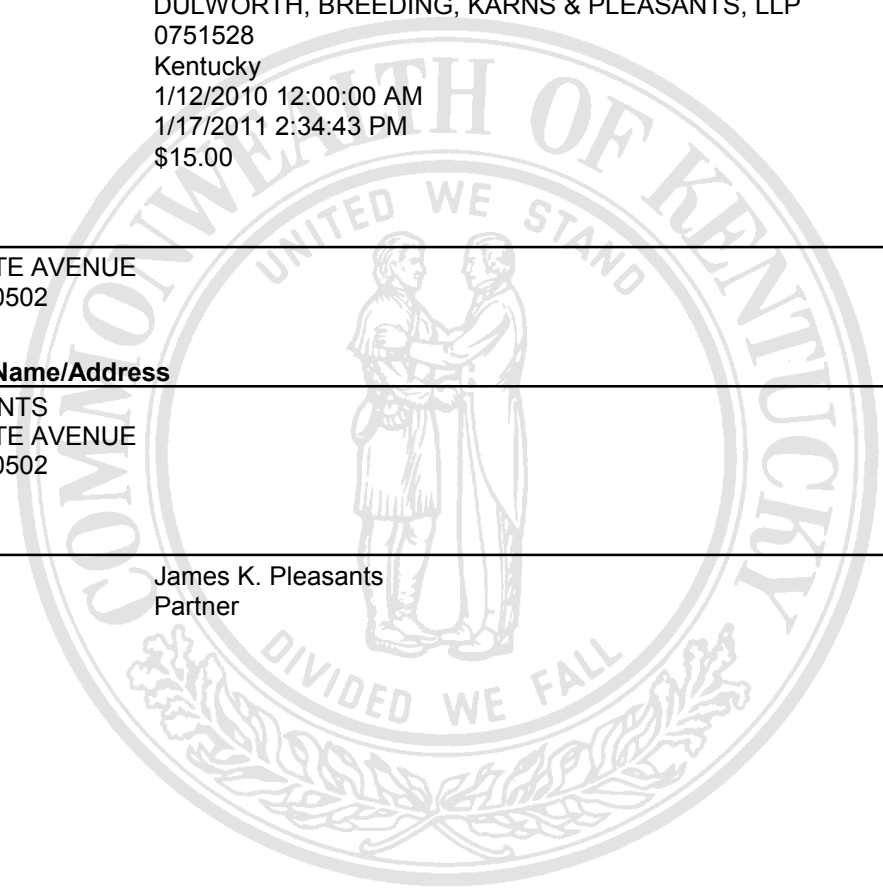 DULWORTH, BREEDING, KARNS & PLEASANTS, LLP
0751528
Kentucky
1/12/2010 12:00:00 AM
1/17/2011 2:34:43 PM
$15.00
TE AVENUE
0502
Name/Address
NTS
TE AVENUE
0502
James K. Pleasants
Partner
COMMONWEALTH OF KENTUCKY
UNITED WE STAND
DIVIDED WE FALL